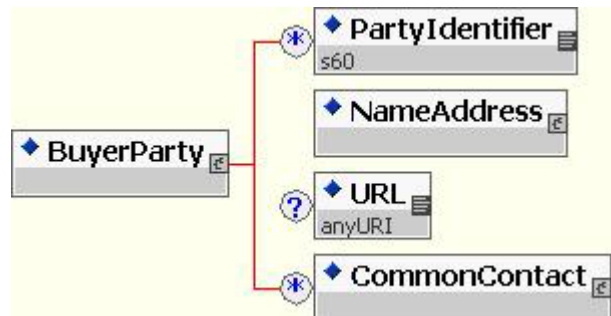 PartyIdentifier
s60
NameAddress
BuyerParty
URL
anyURI
CommonContact